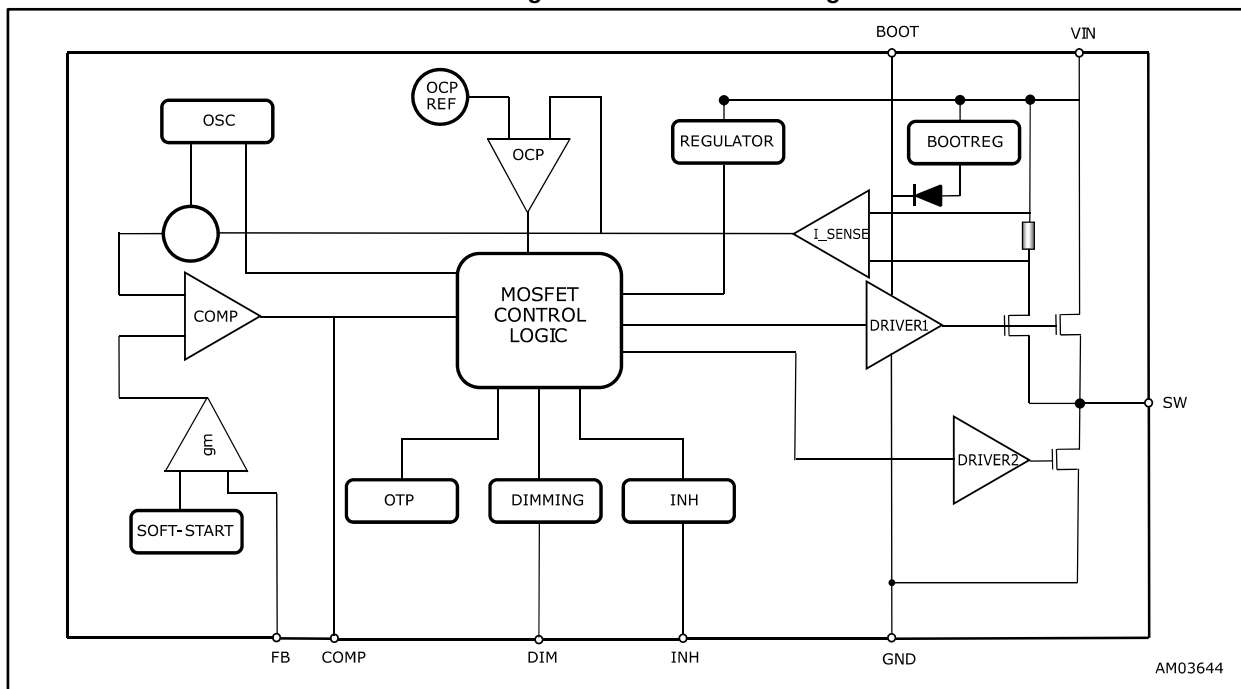 BOOT
VIN
OCP
REF
OSC
OCP
REGULATOR
BOOTREG
I_SENSE
COMP
MOSFET
CONTROL
LOGIC
DRIVER1
SW
gm
DRIVER2
OTP
DIMMING
INH
SOFT-START
FB
COMP
DIM
INH
GND
AM03644